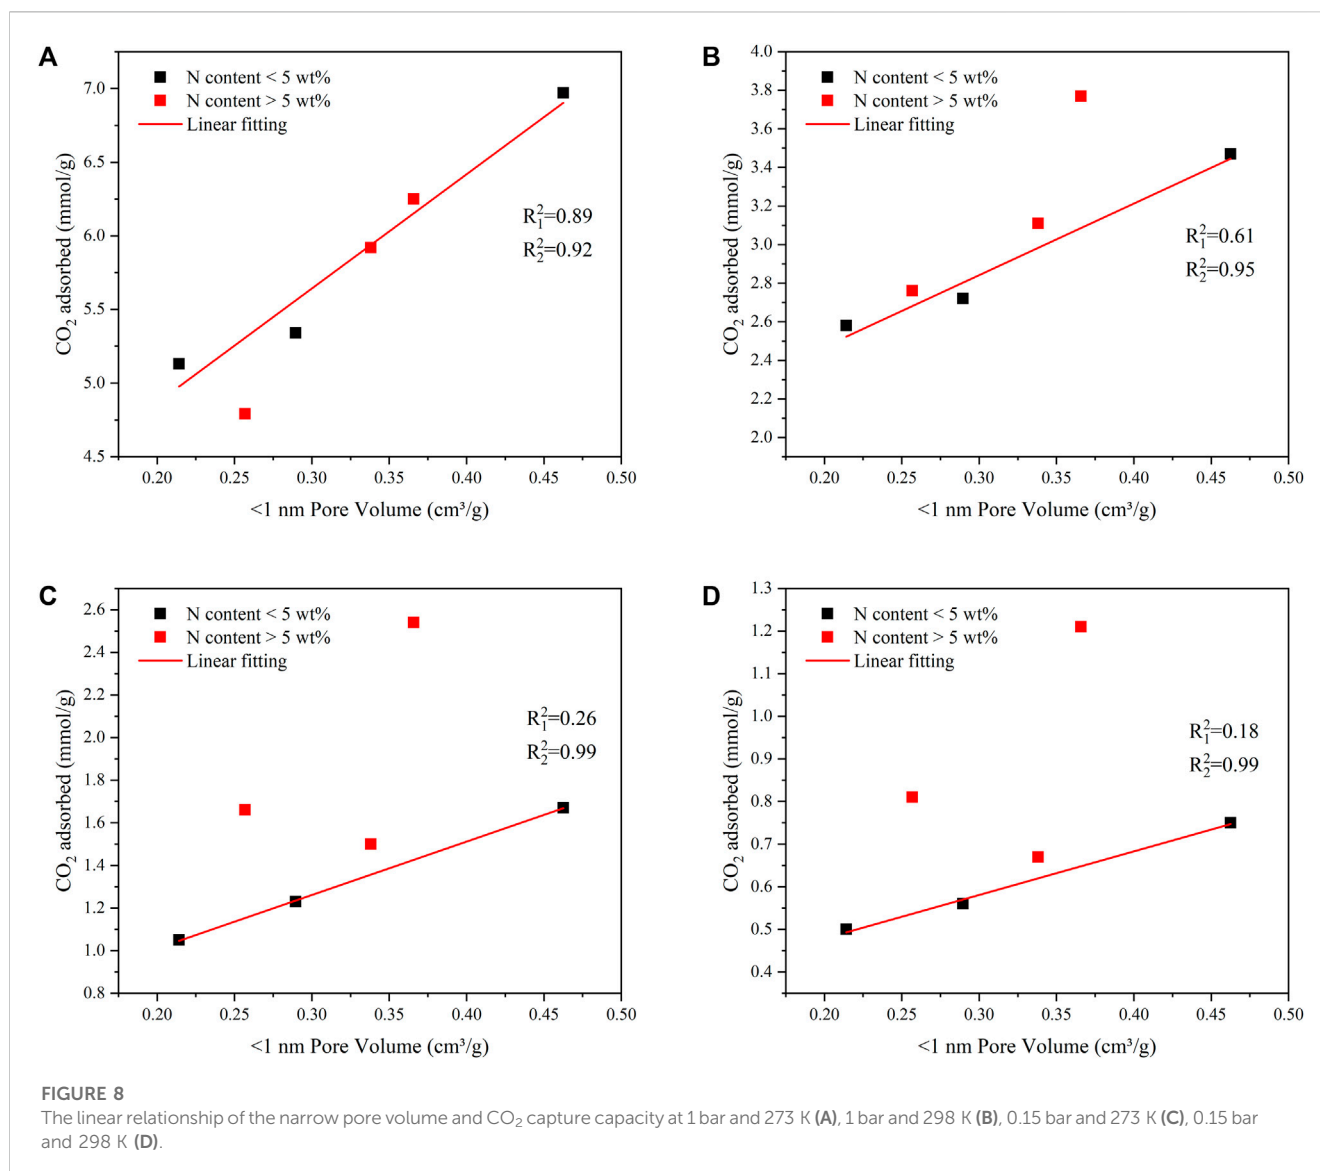 A
N content < 5 wt%
N content > 5 wt%
Linear fitting
7.0
6.5
6.0
5.5
5.0
4.5
CO₂ adsorbed (mmol/g)
R₁²=0.89
R₂²=0.92
0.20 0.25 0.30 0.35 0.40 0.45 0.50
<1 nm Pore Volume (cm³/g)
B
N content < 5 wt%
N content > 5 wt%
Linear fitting
4.0
3.8
3.6
3.4
3.2
3.0
2.8
2.6
2.4
2.2
2.0
CO₂ adsorbed (mmol/g)
R₁²=0.61
R₂²=0.95
0.20 0.25 0.30 0.35 0.40 0.45 0.50
<1 nm Pore Volume (cm³/g)
C
N content < 5 wt%
N content > 5 wt%
Linear fitting
2.6
2.4
2.2
2.0
1.8
1.6
1.4
1.2
1.0
0.8
CO₂ adsorbed (mmol/g)
R₁²=0.26
R₂²=0.99
0.20 0.25 0.30 0.35 0.40 0.45 0.50
<1 nm Pore Volume (cm³/g)
D
N content < 5 wt%
N content > 5 wt%
Linear fitting
1.3
1.2
1.1
1.0
0.9
0.8
0.7
0.6
0.5
0.4
CO₂ adsorbed (mmol/g)
R₁²=0.18
R₂²=0.99
0.20 0.25 0.30 0.35 0.40 0.45 0.50
<1 nm Pore Volume (cm³/g)
FIGURE 8
The linear relationship of the narrow pore volume and CO₂ capture capacity at 1 bar and 273 K (A), 1 bar and 298 K (B), 0.15 bar and 273 K (C), 0.15 bar
and 298 K (D).